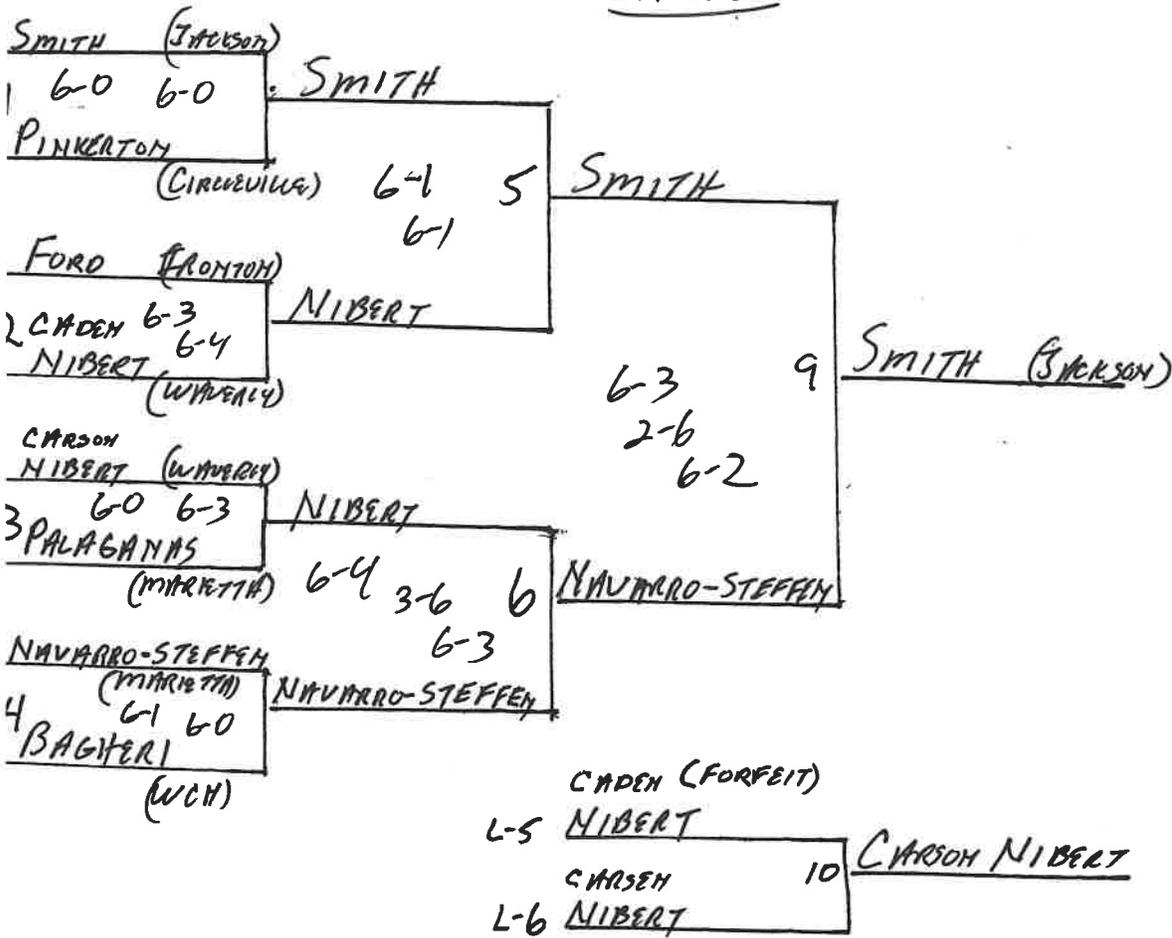 SMITH (JACKSON)
1 6-0 6-0
PINKERTON
(CIRCLEVILLE)
SMITH
6-1 5
6-1
FORD (IRONTON)
2 CADEN 6-3
NIBERT 6-4
(WAVERLY)
NIBERT
SMITH
CARSON
NIBERT (WAVERLY)
6-0 6-3
3 PALAGANAS
(MARIETTA)
NIBERT
6-4 3-6 6
6-3
NAVARRO-STEFFEN
(MARIETTA)
4 6-1 6-0
BAGHERI
(WCH)
NAVARRO-STEFFEN
6-3 9
2-6
6-2
NAVARRO-STEFFEN
SMITH (JACKSON)
CADEN (FORFEIT)
L-5 NIBERT
CARSEN 10
L-6 NIBERT
CARSON NIBERT